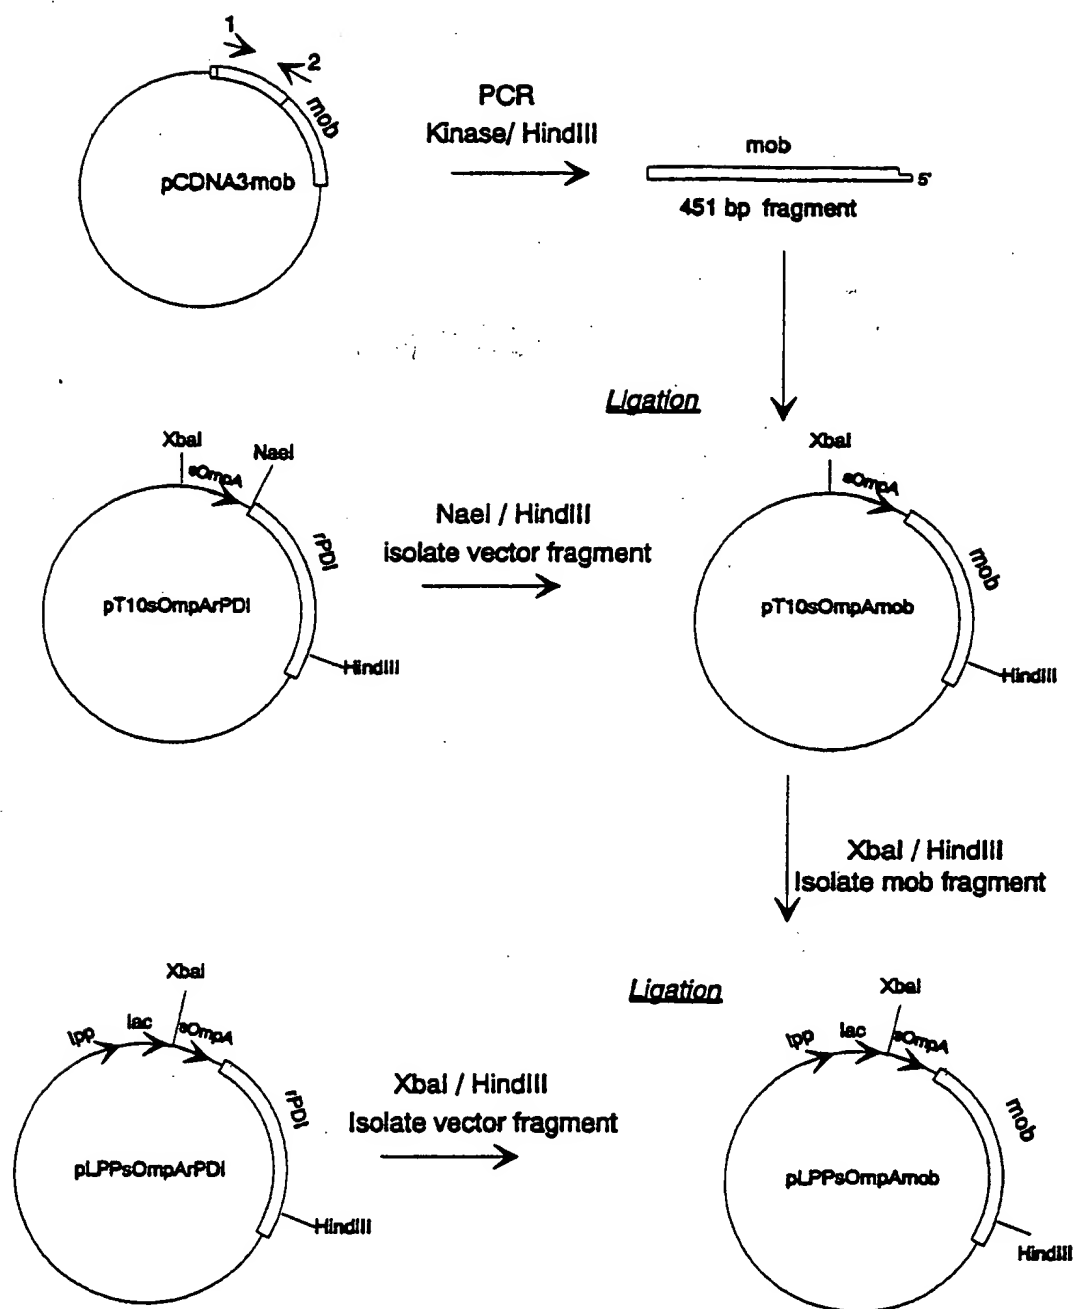 1
2
mob
pCDNA3-mob
PCR
Kinase/ HindIII
mob
5'
451 bp fragment
Ligation
XbaI
sOmpA
NaeI
rPDI
pT10sOmpArPDI
HindIII
NaeI / HindIII
isolate vector fragment
XbaI
sOmpA
mob
pT10sOmpAmob
HindIII
XbaI / HindIII
Isolate mob fragment
Ligation
XbaI
lpp
lac
sOmpA
rPDI
pLPPsOmpArPDI
HindIII
XbaI / HindIII
Isolate vector fragment
XbaI
lpp
lac
sOmpA
mob
pLPPsOmpAmob
HindIII